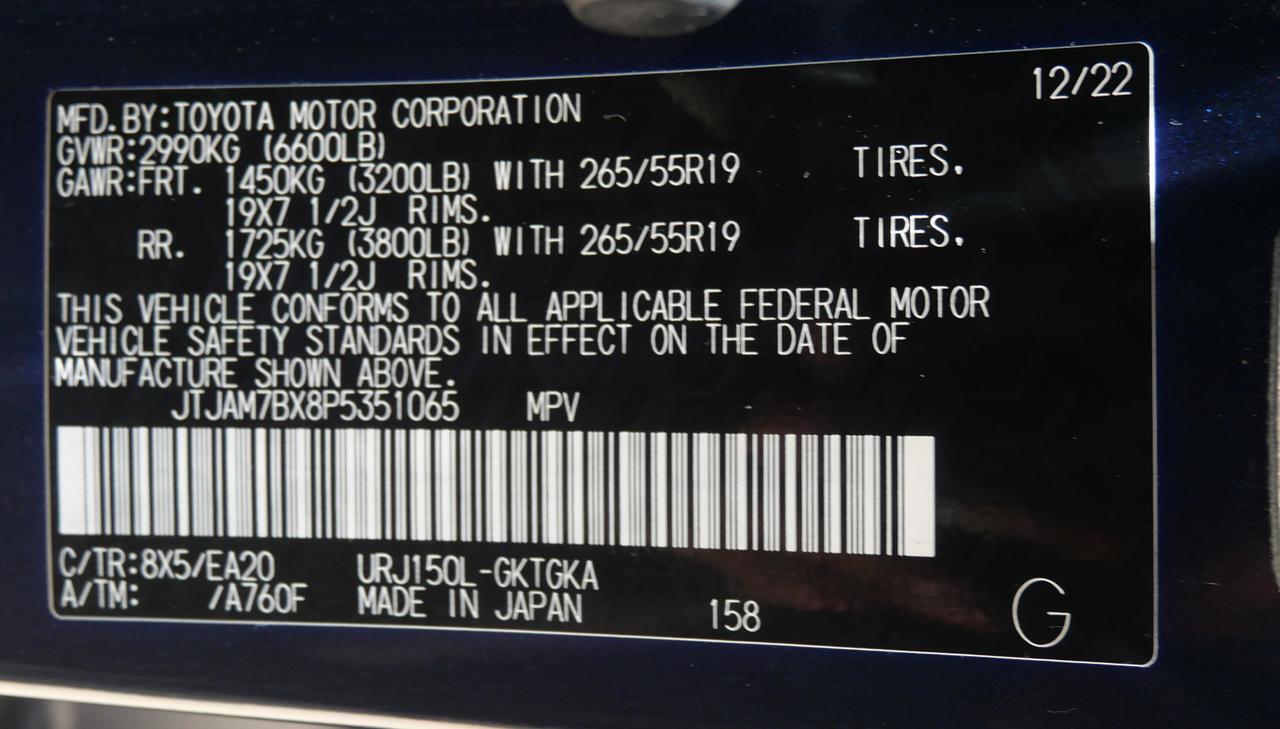 12/22
MFD.BY:TOYOTA MOTOR CORPORATION
GVWR:2990KG (6600LB)
GAWR:FRT. 1450KG (3200LB) WITH 265/55R19 TIRES.
19X7 1/2J RIMS.
RR. 1725KG (3800LB) WITH 265/55R19 TIRES.
19X7 1/2J RIMS.
THIS VEHICLE CONFORMS TO ALL APPLICABLE FEDERAL MOTOR
VEHICLE SAFETY STANDARDS IN EFFECT ON THE DATE OF
MANUFACTURE SHOWN ABOVE.
JTJAM7BX8P5351065 MPV
C/TR:8X5/EA20 URJ150L-GKTGKA
A/TM: /A760F MADE IN JAPAN 158
G